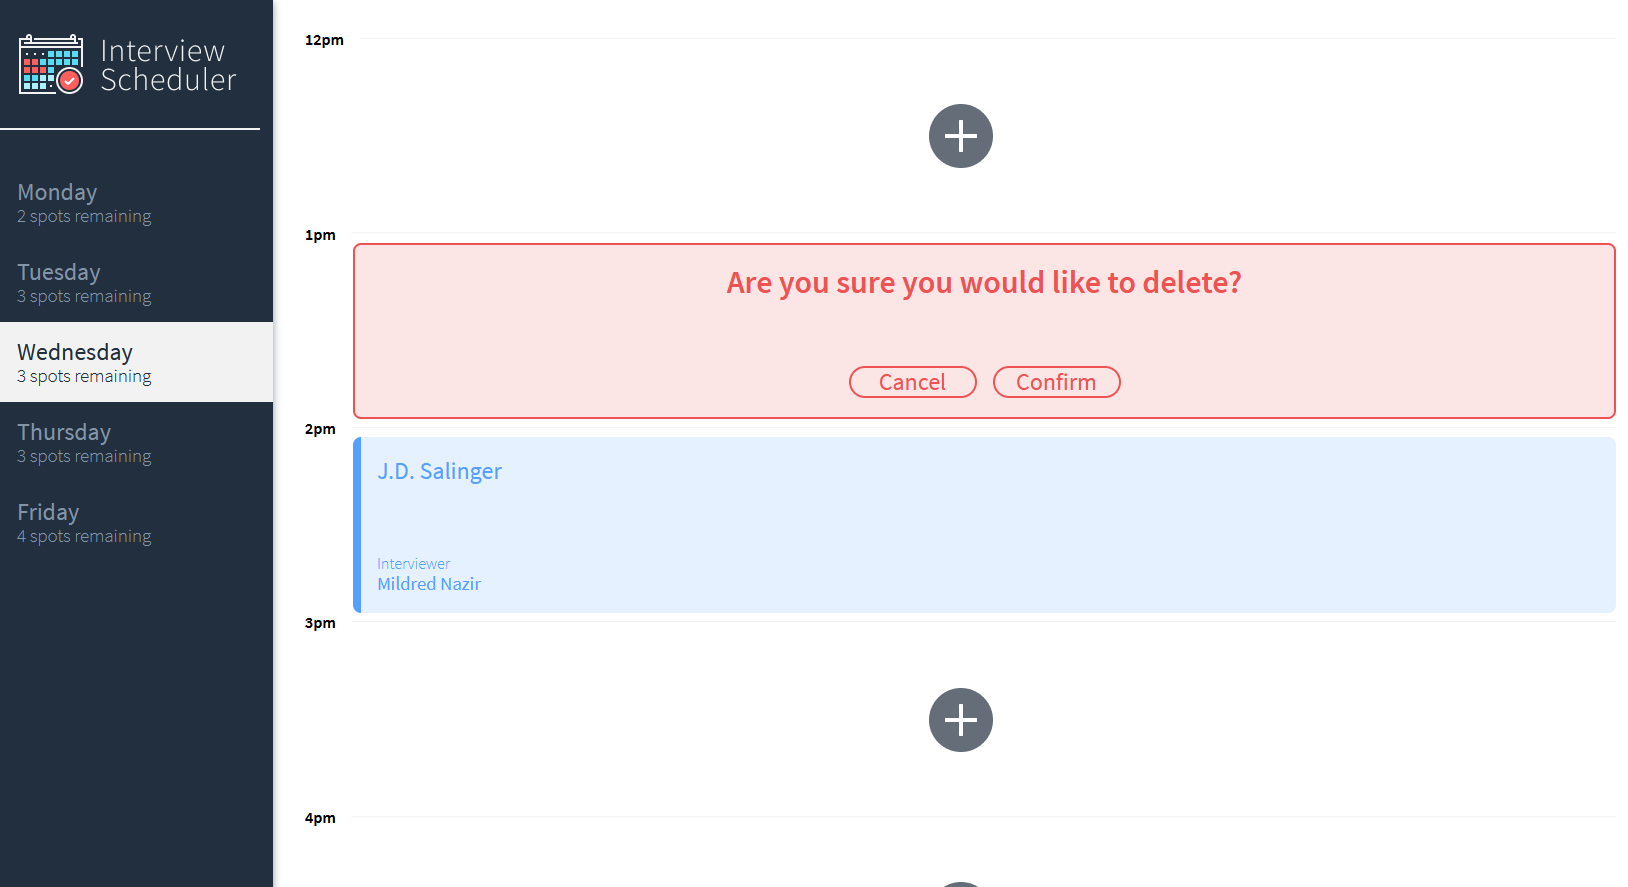 Interview
Scheduler
Monday
2 spots remaining
Tuesday
3 spots remaining
Wednesday
3 spots remaining
Thursday
3 spots remaining
Friday
4 spots remaining
12pm
1pm
Are you sure you would like to delete?
Cancel Confirm
2pm
J.D. Salinger
Interviewer
Mildred Nazir
3pm
4pm